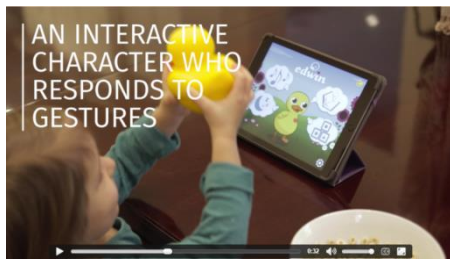 AN INTERACTIVE
CHARACTER WHO
RESPONDS TO
GESTURES
edwin
0:32